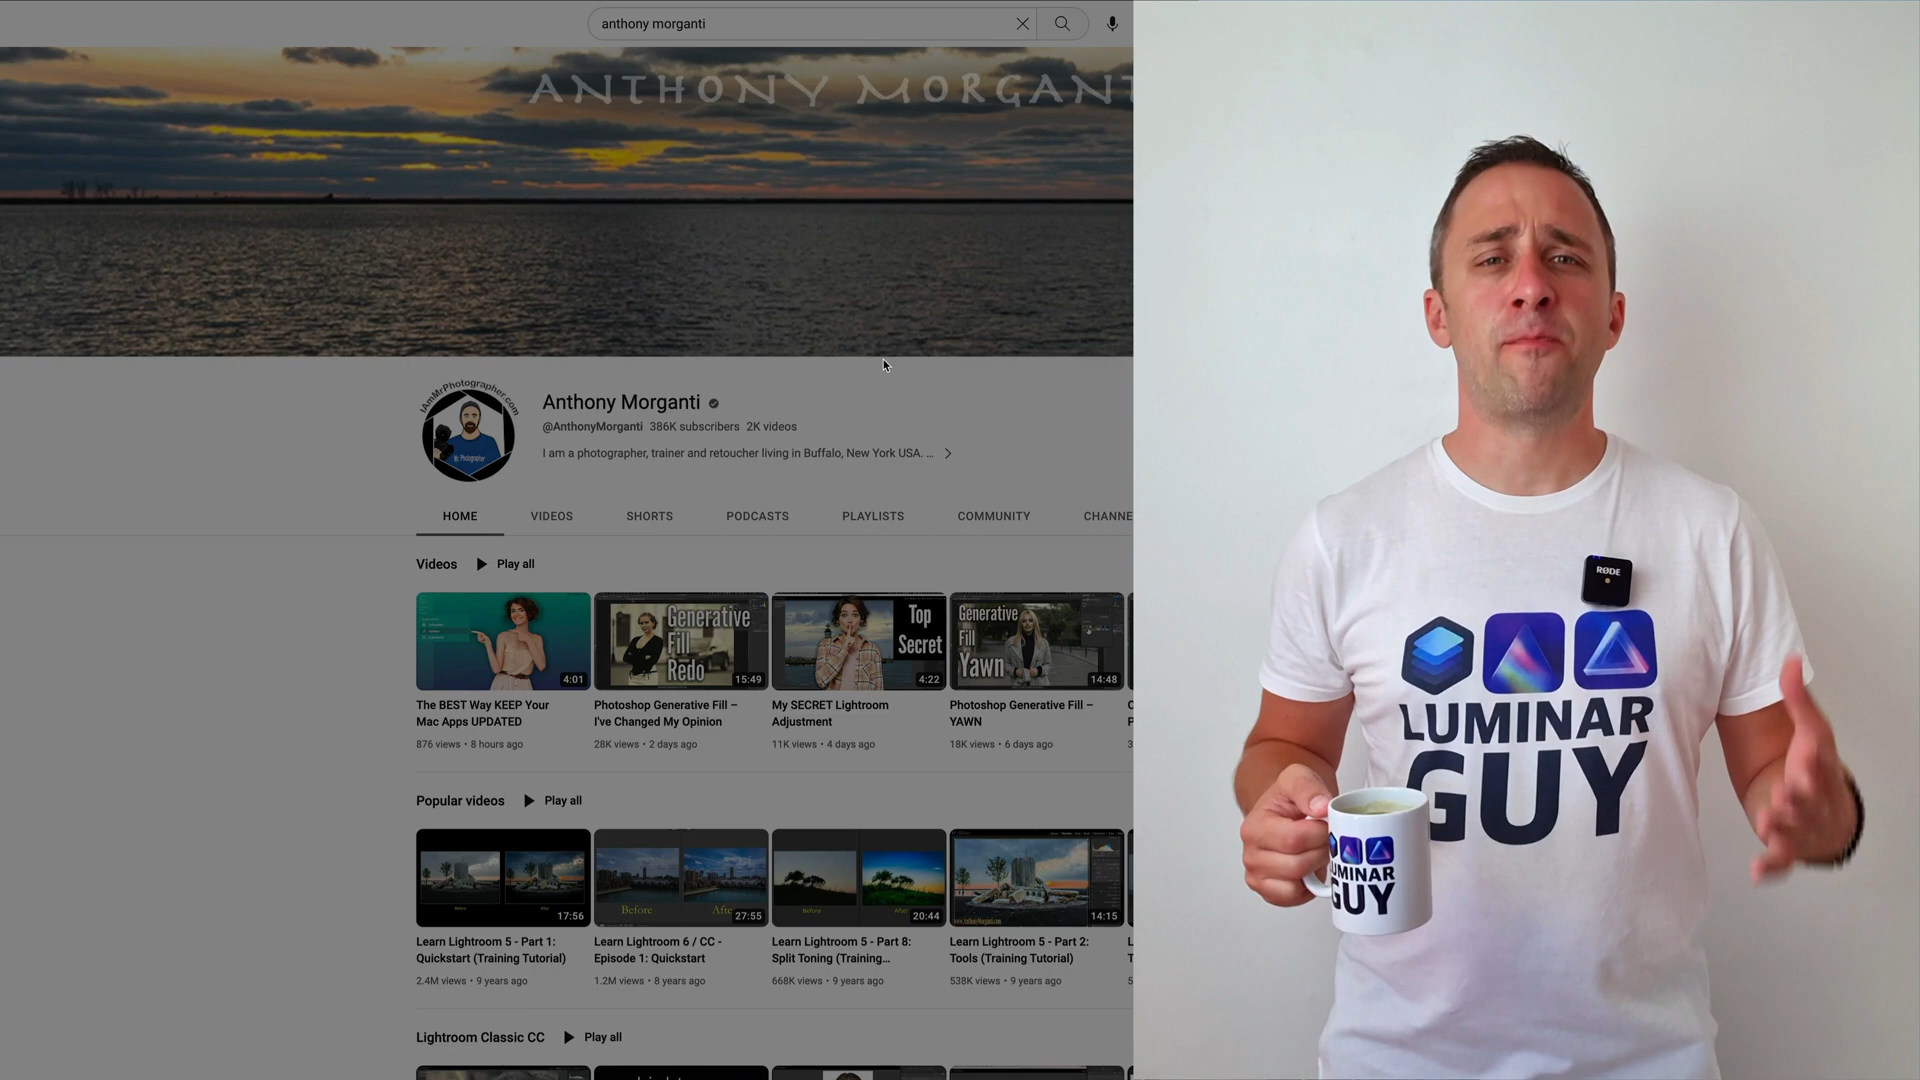 anthony morganti
ANTHONY MORGANT
IAmMrPhotographer.com
Mr. Photographer
Anthony Morganti
@AnthonyMorganti 386K subscribers 2K videos
I am a photographer, trainer and retoucher living in Buffalo, New York USA. ...
HOME VIDEOS SHORTS PODCASTS PLAYLISTS COMMUNITY CHANNE
Videos Play all
Generative Fill Redo
Top Secret
Generative Fill Yawn
4:01 15:49 4:22 14:48
The BEST Way KEEP Your Mac Apps UPDATED
876 views • 8 hours ago
Photoshop Generative Fill – I've Changed My Opinion
28K views • 2 days ago
My SECRET Lightroom Adjustment
11K views • 4 days ago
Photoshop Generative Fill – YAWN
18K views • 6 days ago
Popular videos Play all
Before After
17:56 27:55 20:44 14:15
Learn Lightroom 5 - Part 1: Quickstart (Training Tutorial)
2.4M views • 9 years ago
Learn Lightroom 6 / CC - Episode 1: Quickstart
1.2M views • 8 years ago
Learn Lightroom 5 - Part 8: Split Toning (Training...
668K views • 9 years ago
Learn Lightroom 5 - Part 2: Tools (Training Tutorial)
538K views • 9 years ago
Lightroom Classic CC Play all
RØDE
LUMINAR
GUY
UMINAR
GUY